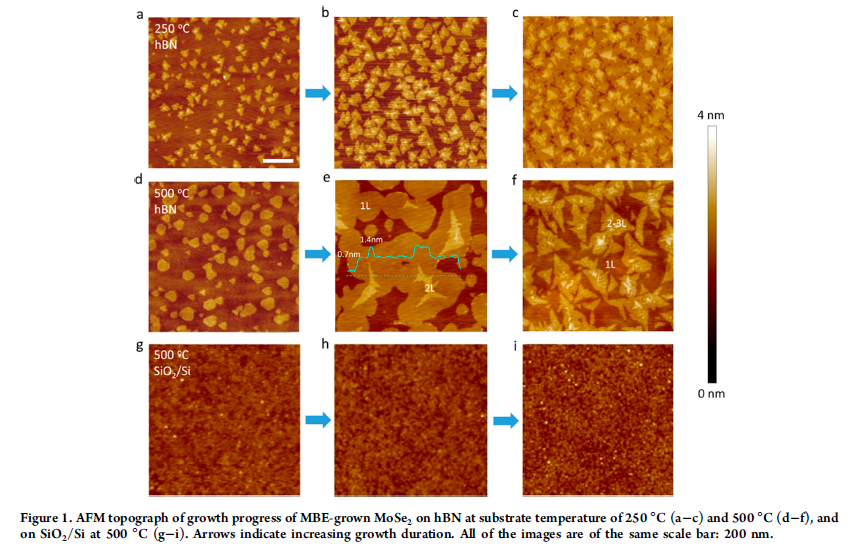 a
250 ºC
hBN
b
c
4 nm
0 nm
d
500 ºC
hBN
e
1L
1.4nm
0.7nm
2L
f
2-3L
1L
g
500 ºC
SiO₂/Si
h
i
Figure 1. AFM topograph of growth progress of MBE-grown MoSe₂ on hBN at substrate temperature of 250 °C (a−c) and 500 °C (d−f), and
on SiO₂/Si at 500 °C (g−i). Arrows indicate increasing growth duration. All of the images are of the same scale bar: 200 nm.